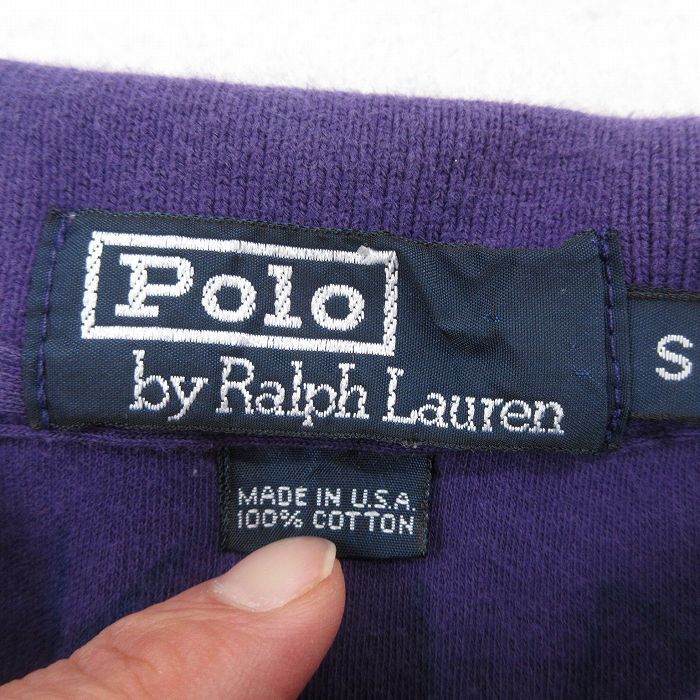 Polo
by Ralph Lauren
S
MADE IN U.S.A.
100% COTTON